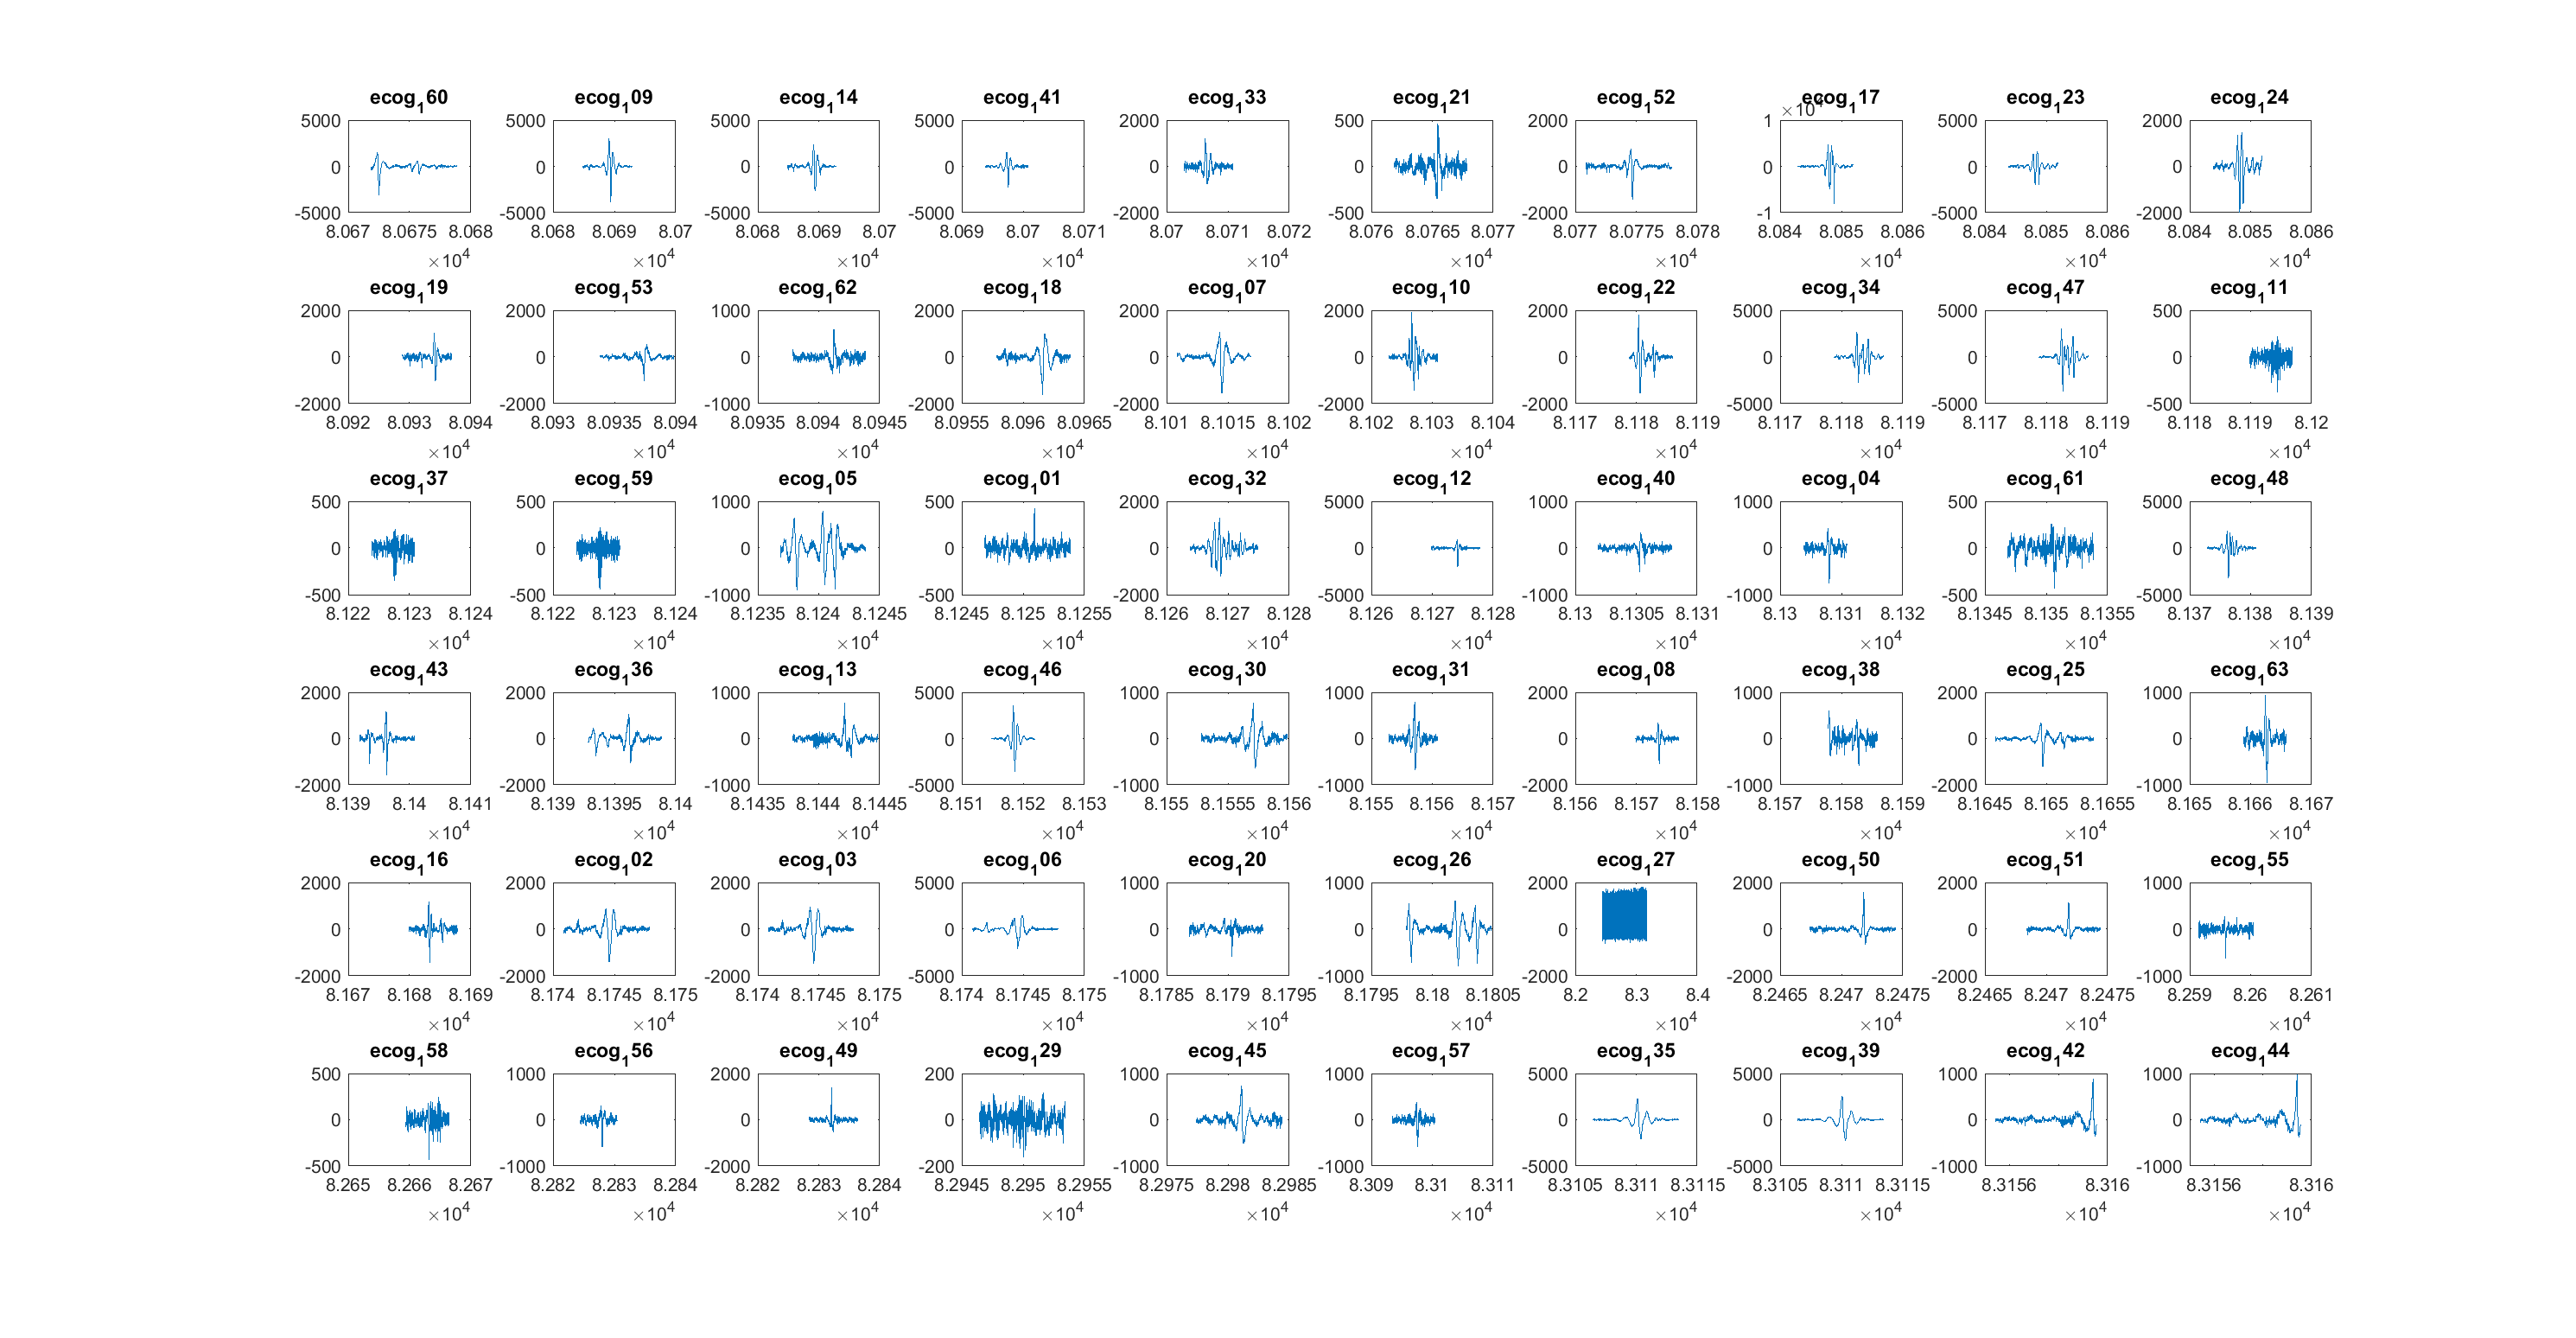 ecog₁60 ecog₁09 ecog₁14 ecog₁41 ecog₁33 ecog₁21 ecog₁52 ecog₁17 ecog₁23 ecog₁24
×10⁴
5000 5000 5000 5000 2000 500 2000 1 5000 2000
0 0 0 0 0 0 0 0 0 0
-5000 -5000 -5000 -5000 -2000 -500 -2000 -1 -5000 -2000
8.067 8.0675 8.068 8.068 8.069 8.07 8.068 8.069 8.07 8.069 8.07 8.071 8.07 8.071 8.072 8.076 8.0765 8.077 8.077 8.0775 8.078 8.084 8.085 8.086 8.084 8.085 8.086 8.084 8.085 8.086
×10⁴ ×10⁴ ×10⁴ ×10⁴ ×10⁴ ×10⁴ ×10⁴ ×10⁴ ×10⁴ ×10⁴
ecog₁19 ecog₁53 ecog₁62 ecog₁18 ecog₁07 ecog₁10 ecog₁22 ecog₁34 ecog₁47 ecog₁11
2000 2000 1000 2000 2000 2000 2000 5000 5000 500
0 0 0 0 0 0 0 0 0 0
-2000 -2000 -1000 -2000 -2000 -2000 -2000 -5000 -5000 -500
8.092 8.093 8.094 8.093 8.0935 8.094 8.0935 8.094 8.0945 8.0955 8.096 8.0965 8.101 8.1015 8.102 8.102 8.103 8.104 8.117 8.118 8.119 8.117 8.118 8.119 8.117 8.118 8.119 8.118 8.119 8.12
×10⁴ ×10⁴ ×10⁴ ×10⁴ ×10⁴ ×10⁴ ×10⁴ ×10⁴ ×10⁴ ×10⁴
ecog₁37 ecog₁59 ecog₁05 ecog₁01 ecog₁32 ecog₁12 ecog₁40 ecog₁04 ecog₁61 ecog₁48
500 500 1000 500 2000 5000 1000 1000 500 5000
0 0 0 0 0 0 0 0 0 0
-500 -500 -1000 -500 -2000 -5000 -1000 -1000 -500 -5000
8.122 8.123 8.124 8.122 8.123 8.124 8.1235 8.124 8.1245 8.1245 8.125 8.1255 8.126 8.127 8.128 8.126 8.127 8.128 8.13 8.1305 8.131 8.13 8.131 8.132 8.1345 8.135 8.1355 8.137 8.138 8.139
×10⁴ ×10⁴ ×10⁴ ×10⁴ ×10⁴ ×10⁴ ×10⁴ ×10⁴ ×10⁴ ×10⁴
ecog₁43 ecog₁36 ecog₁13 ecog₁46 ecog₁30 ecog₁31 ecog₁08 ecog₁38 ecog₁25 ecog₁63
2000 2000 1000 5000 1000 1000 2000 1000 2000 1000
0 0 0 0 0 0 0 0 0 0
-2000 -2000 -1000 -5000 -1000 -1000 -2000 -1000 -2000 -1000
8.139 8.14 8.141 8.139 8.1395 8.14 8.1435 8.144 8.1445 8.151 8.152 8.153 8.155 8.1555 8.156 8.155 8.156 8.157 8.156 8.157 8.158 8.157 8.158 8.159 8.1645 8.165 8.1655 8.165 8.166 8.167
×10⁴ ×10⁴ ×10⁴ ×10⁴ ×10⁴ ×10⁴ ×10⁴ ×10⁴ ×10⁴ ×10⁴
ecog₁16 ecog₁02 ecog₁03 ecog₁06 ecog₁20 ecog₁26 ecog₁27 ecog₁50 ecog₁51 ecog₁55
2000 2000 2000 5000 1000 1000 2000 2000 2000 1000
0 0 0 0 0 0 0 0 0 0
-2000 -2000 -2000 -5000 -1000 -1000 -2000 -2000 -2000 -1000
8.167 8.168 8.169 8.174 8.1745 8.175 8.174 8.1745 8.175 8.174 8.1745 8.175 8.1785 8.179 8.1795 8.1795 8.18 8.1805 8.2 8.3 8.4 8.2465 8.247 8.2475 8.2465 8.247 8.2475 8.259 8.26 8.261
×10⁴ ×10⁴ ×10⁴ ×10⁴ ×10⁴ ×10⁴ ×10⁴ ×10⁴ ×10⁴ ×10⁴
ecog₁58 ecog₁56 ecog₁49 ecog₁29 ecog₁45 ecog₁57 ecog₁35 ecog₁39 ecog₁42 ecog₁44
500 1000 2000 200 1000 1000 5000 5000 1000 1000
0 0 0 0 0 0 0 0 0 0
-500 -1000 -2000 -200 -1000 -1000 -5000 -5000 -1000 -1000
8.265 8.266 8.267 8.282 8.283 8.284 8.282 8.283 8.284 8.2945 8.295 8.2955 8.2975 8.298 8.2985 8.309 8.31 8.311 8.3105 8.311 8.3115 8.3105 8.311 8.3115 8.3156 8.316 8.3156 8.316
×10⁴ ×10⁴ ×10⁴ ×10⁴ ×10⁴ ×10⁴ ×10⁴ ×10⁴ ×10⁴ ×10⁴